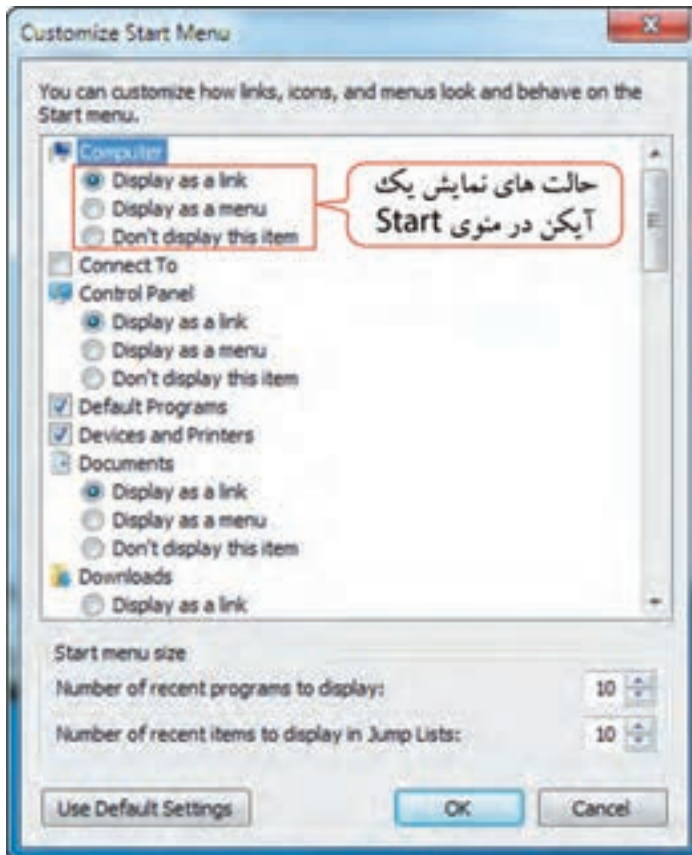 Customize Start Menu
You can customize how links, icons, and menus look and behave on the
Start menu.
Computer
Display as a link
Display as a menu
Don't display this item
حالت های نمایش یک
آیکن در منوی Start
Connect To
Control Panel
Display as a link
Display as a menu
Don't display this item
Default Programs
Devices and Printers
Documents
Display as a link
Display as a menu
Don't display this item
Downloads
Display as a link
Start menu size
Number of recent programs to display: 10
Number of recent items to display in Jump Lists: 10
Use Default Settings OK Cancel